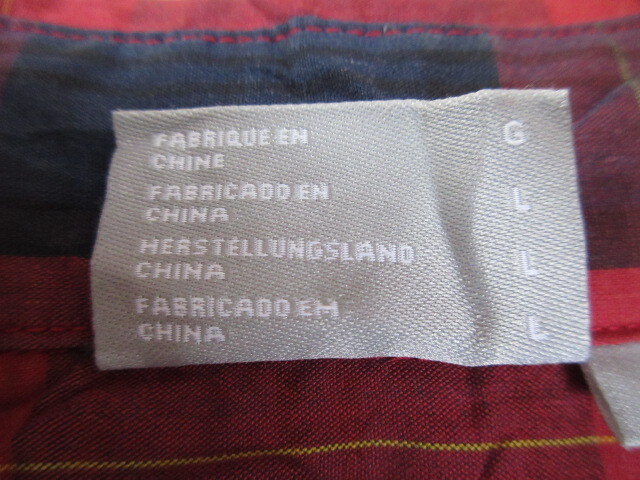 FABRIQUE EN G
CHINE
FABRICADO EN L
CHINA
HERSTELLUNGSLAND L
CHINA
FABRICADO EM L
CHINA